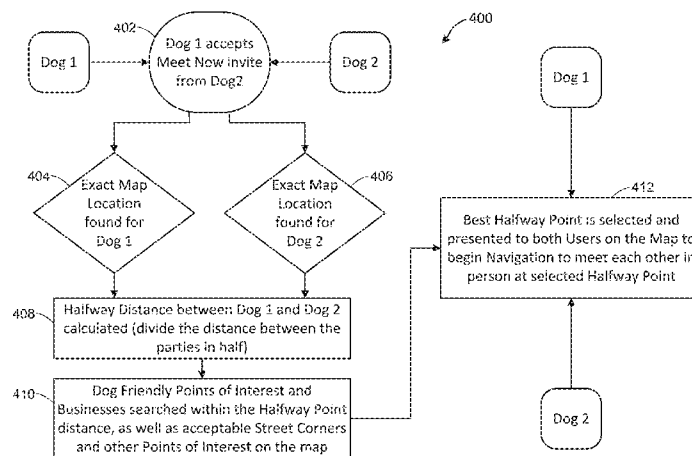 400
402
Dog 1
Dog 1 accepts
Meet Now invite
from Dog2
Dog 2
404
Exact Map
Location
found for
Dog 1
406
Exact Map
Location
found for
Dog 2
408
Halfway Distance between Dog 1 and Dog 2
calculated (divide the distance between the
parties in half)
410
Dog Friendly Points of Interest and
Businesses searched within the Halfway Point
distance, as well as acceptable Street Corners
and other Points of Interest on the map
Dog 1
412
Best Halfway Point is selected and
presented to both Users on the Map to
begin Navigation to meet each other in
person at selected Halfway Point
Dog 2